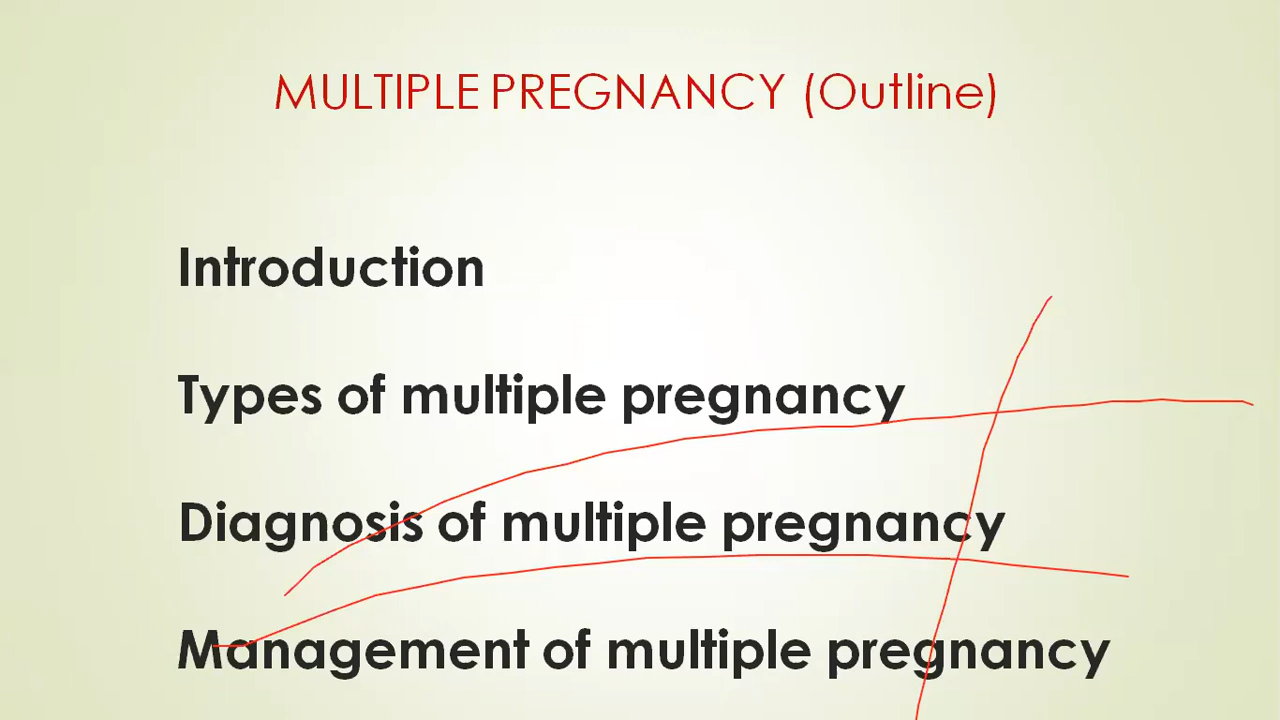 MULTIPLE PREGNANCY (Outline)
Introduction
Types of multiple pregnancy
Diagnosis of multiple pregnancy
Management of multiple pregnancy